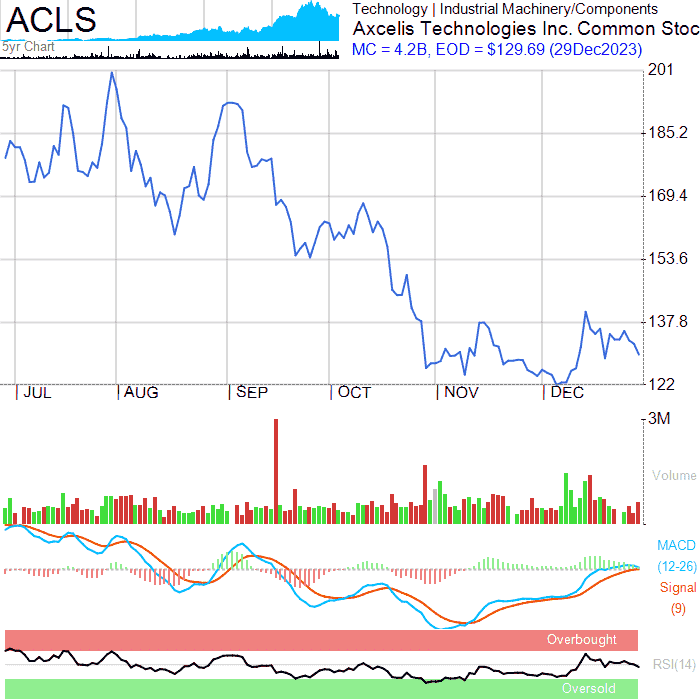 ACLS
5yr Chart
Technology | Industrial Machinery/Components
Axcelis Technologies Inc. Common Stoc
MC = 4.2B, EOD = $129.69 (29Dec2023)
201
185.2
169.4
153.6
137.8
122
JUL AUG SEP OCT NOV DEC
3M
Volume
MACD
(12-26)
Signal
(9)
Overbought
RSI(14)
Oversold